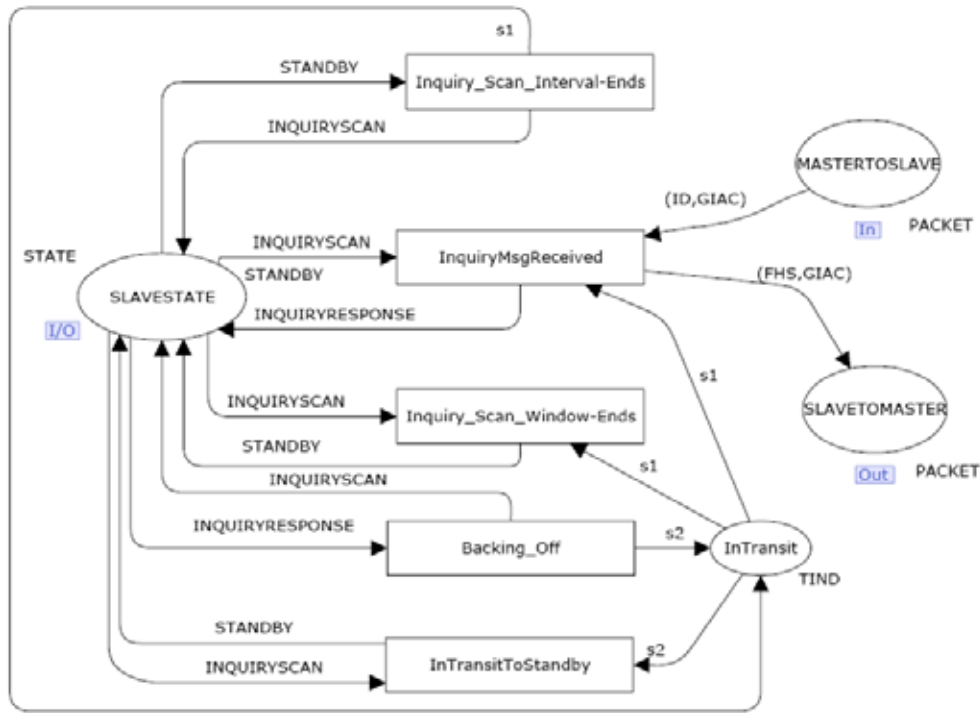 s1
STANDBY
Inquiry_Scan_Interval-Ends
INQUIRYSCAN
MASTERTOSLAVE
(ID,GIAC)
In
PACKET
INQUIRYSCAN
InquiryMsgReceived
STATE
STANDBY
(FHS,GIAC)
SLAVESTATE
INQUIRYRESPONSE
I/O
s1
INQUIRYSCAN
Inquiry_Scan_Window-Ends
SLAVETOMASTER
STANDBY
s1
Out
PACKET
INQUIRYSCAN
INQUIRYRESPONSE
s2
Backing_Off
InTransit
TIND
STANDBY
s2
INQUIRYSCAN
InTransitToStandby